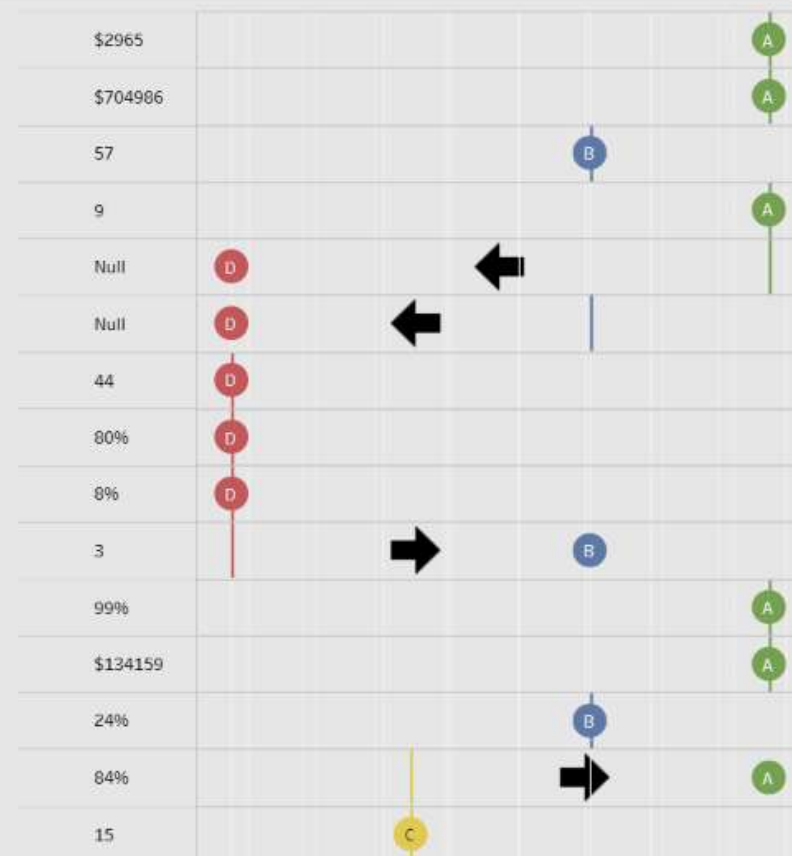 $2965 A
$704986 A
57 B
9 A
Null D
Null D
44 D
80% D
8% D
3 B
99% A
$134159 A
24% B
84% A
15 C